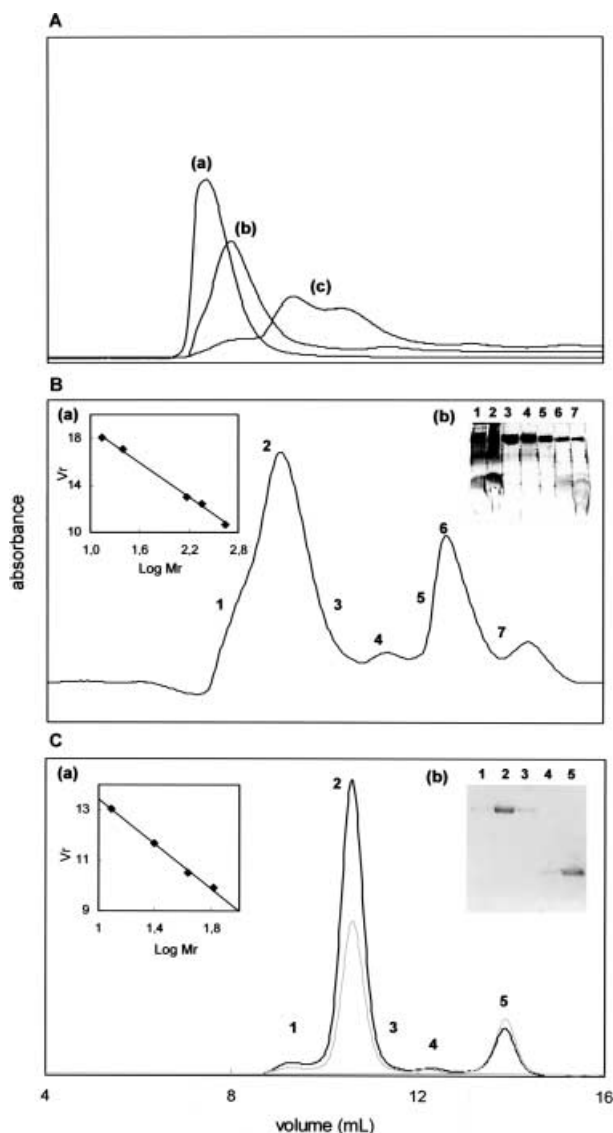 A
(a)
(b)
(c)
B
(a)
(b)
1 2 3 4 5 6 7
18
14
10
Vr
1,0 1,6 2,2 2,8
Log Mr
2
6
1
3
4
5
7
absorbance
C
(a)
(b)
1 2 3 4 5
13
11
9
Vr
1 1,4 1,8
Log Mr
2
1
3
4
5
4 8 12 16
volume (mL)